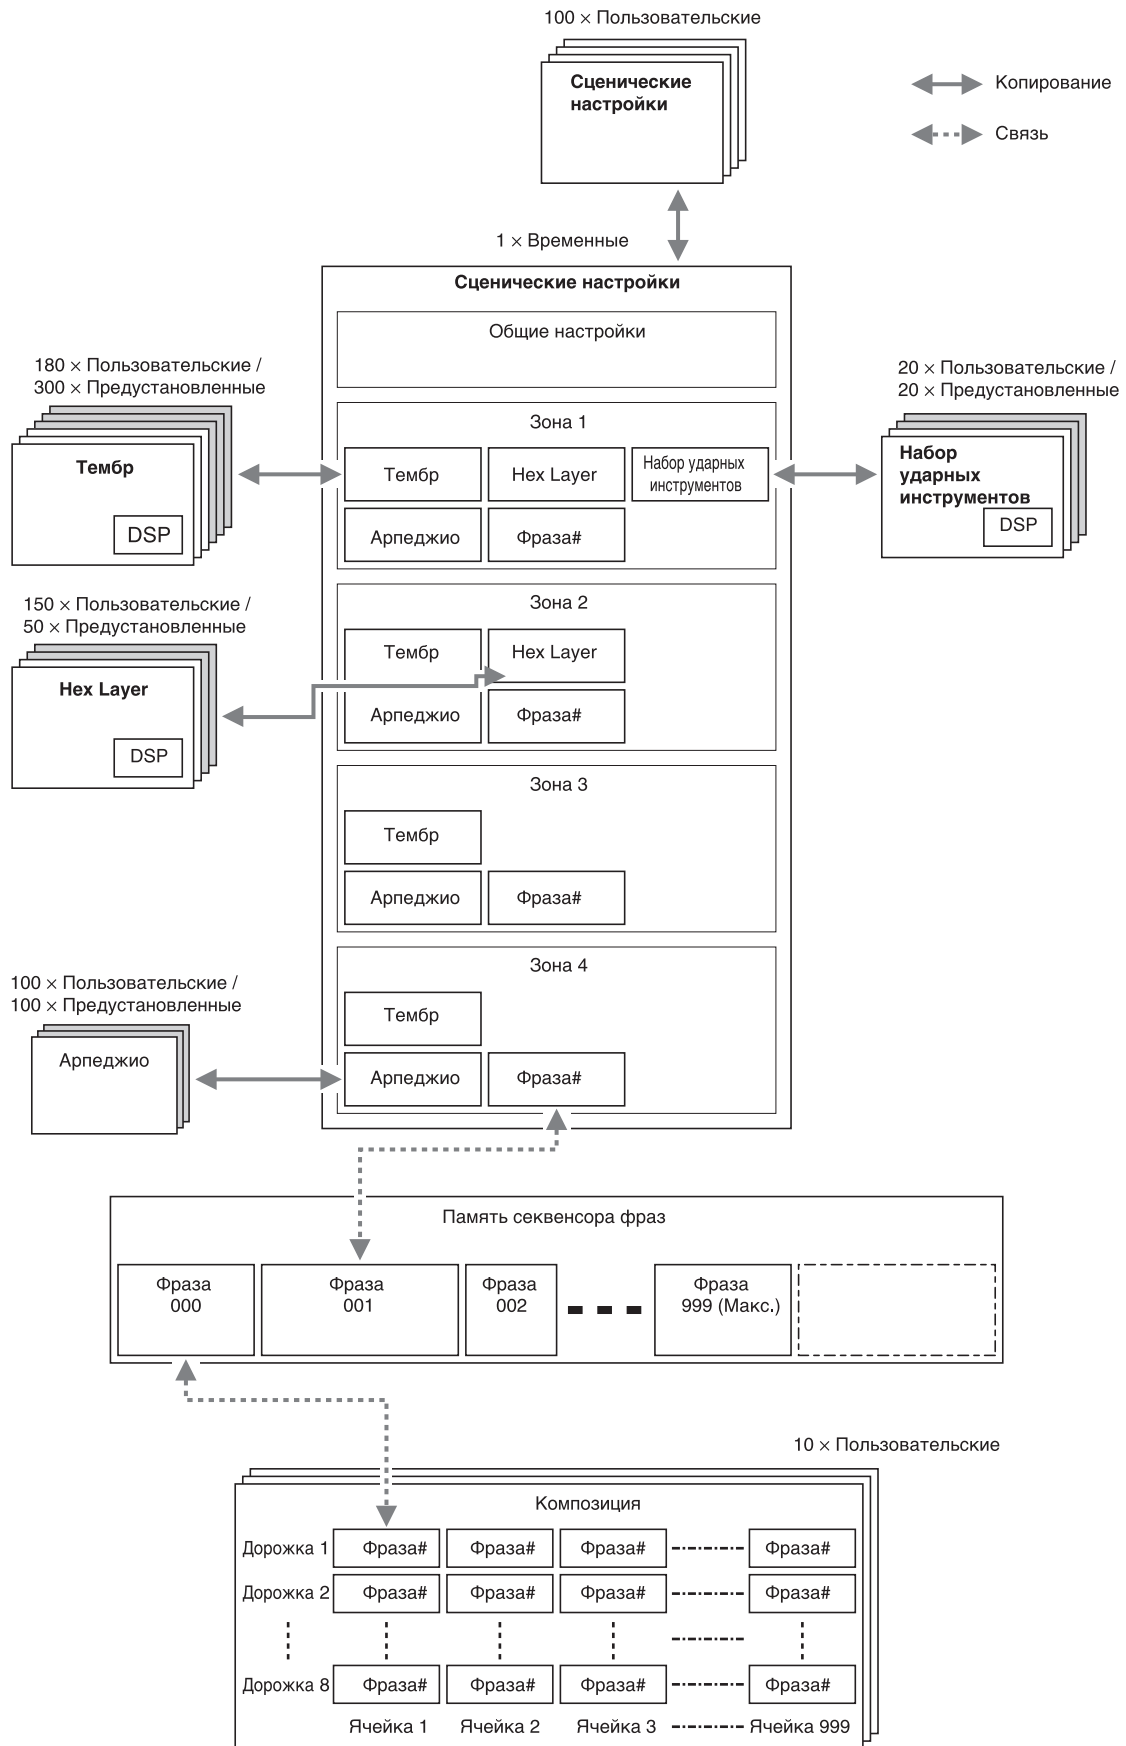 100 × Пользовательские
Сценические
настройки
Копирование
Связь
1 × Временные
Сценические настройки
Общие настройки
180 × Пользовательские /
300 × Предустановленные
Тембр
DSP
20 × Пользовательские /
20 × Предустановленные
Набор
ударных
инструментов
DSP
Зона 1
Тембр
Hex Layer
Набор ударных
инструментов
Арпеджио
Фраза#
150 × Пользовательские /
50 × Предустановленные
Hex Layer
DSP
Зона 2
Тембр
Hex Layer
Арпеджио
Фраза#
Зона 3
Тембр
Арпеджио
Фраза#
100 × Пользовательские /
100 × Предустановленные
Арпеджио
Зона 4
Тембр
Арпеджио
Фраза#
Память секвенсора фраз
Фраза
000
Фраза
001
Фраза
002
Фраза
999 (Макс.)
10 × Пользовательские
Композиция
Дорожка 1 Фраза# Фраза# Фраза# Фраза#
Дорожка 2 Фраза# Фраза# Фраза# Фраза#
Дорожка 8 Фраза# Фраза# Фраза# Фраза#
Ячейка 1 Ячейка 2 Ячейка 3 Ячейка 999